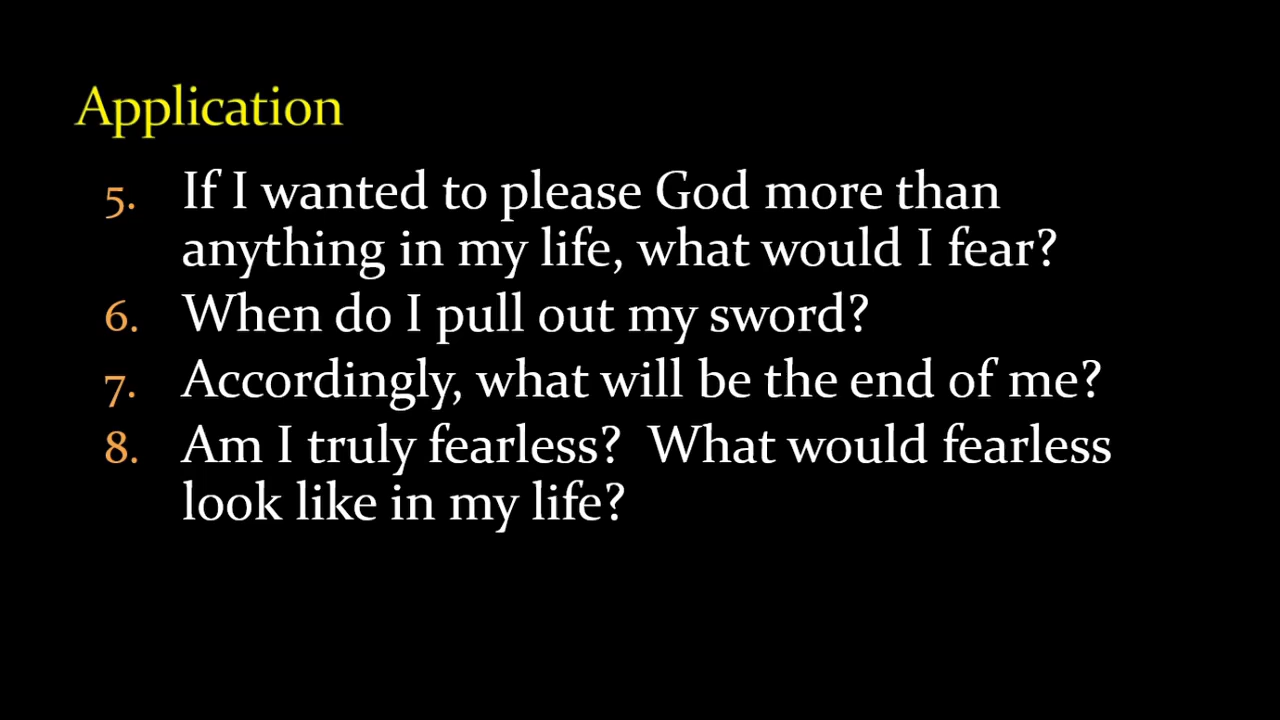 Application
5. If I wanted to please God more than
anything in my life, what would I fear?
6. When do I pull out my sword?
7. Accordingly, what will be the end of me?
8. Am I truly fearless?  What would fearless
look like in my life?